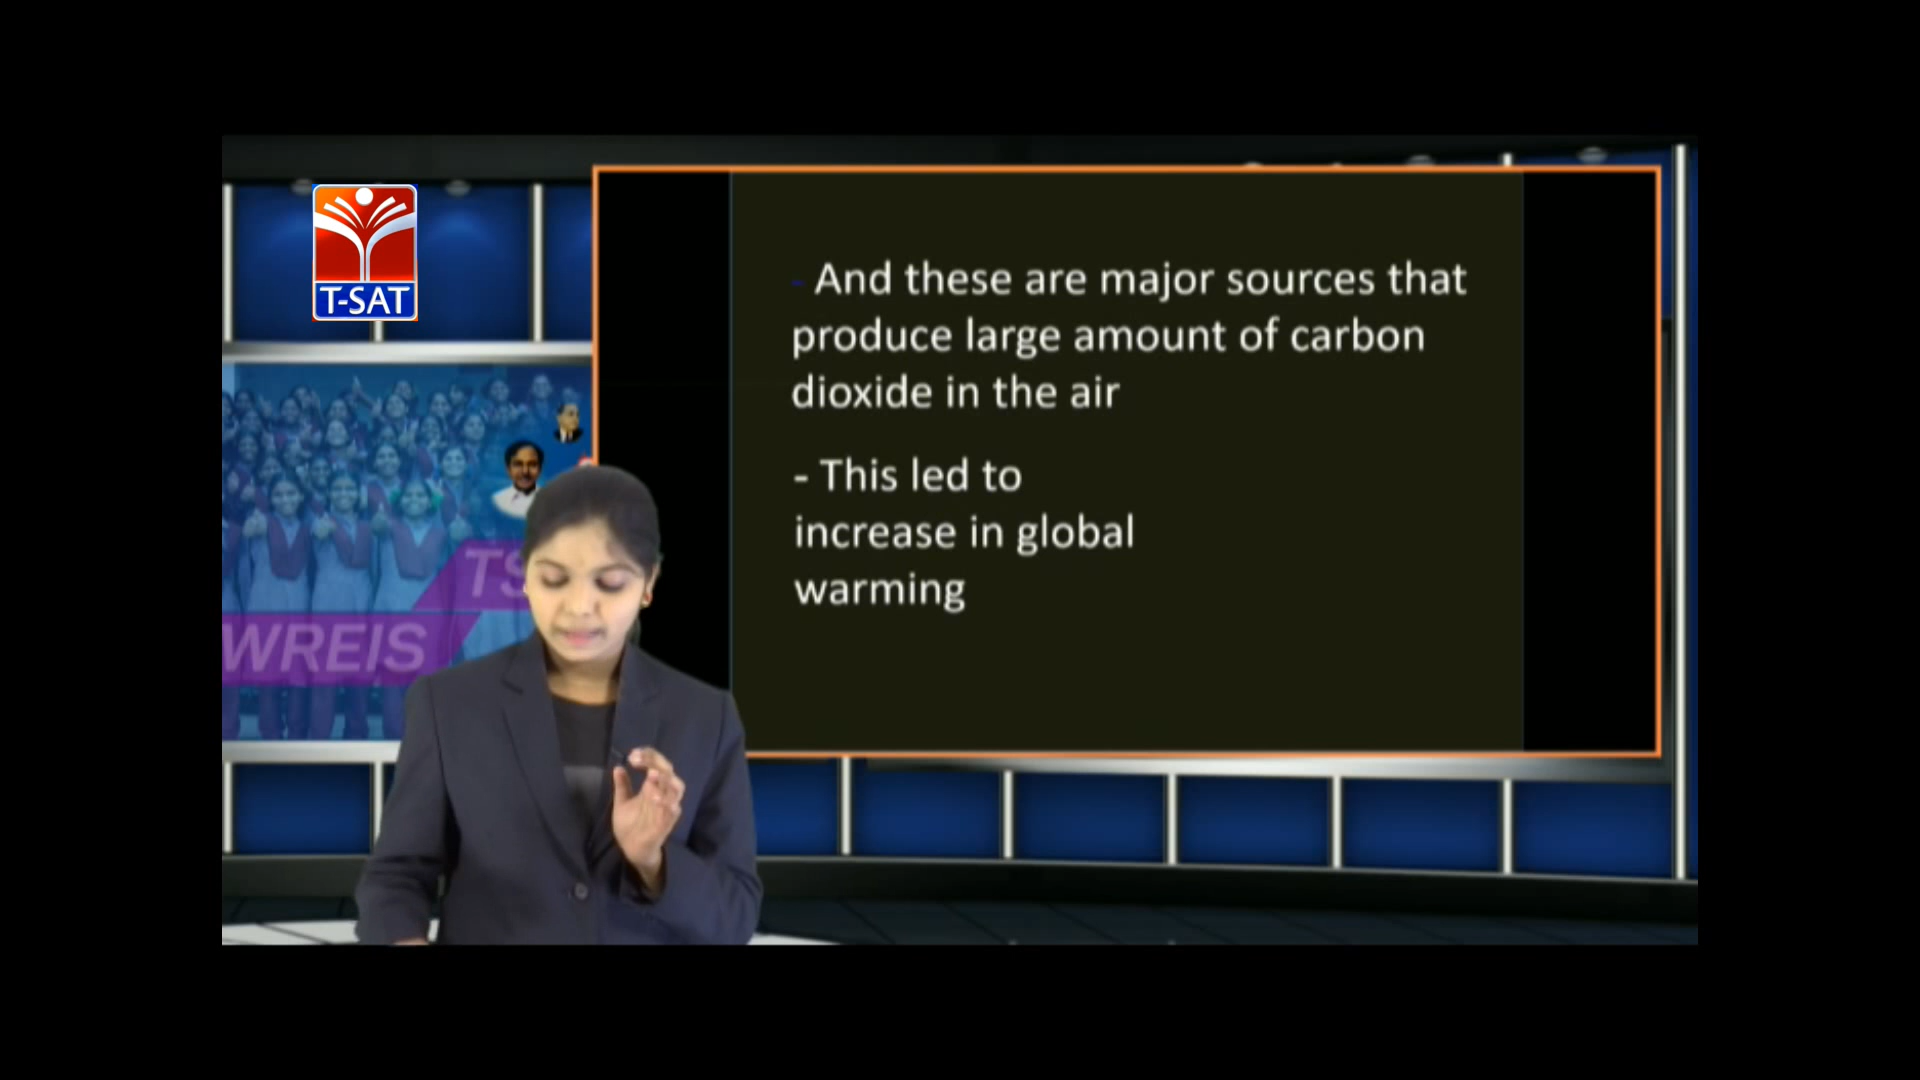 T-SAT
- And these are major sources that
produce large amount of carbon
dioxide in the air
- This led to
increase in global
warming
TS
WREIS